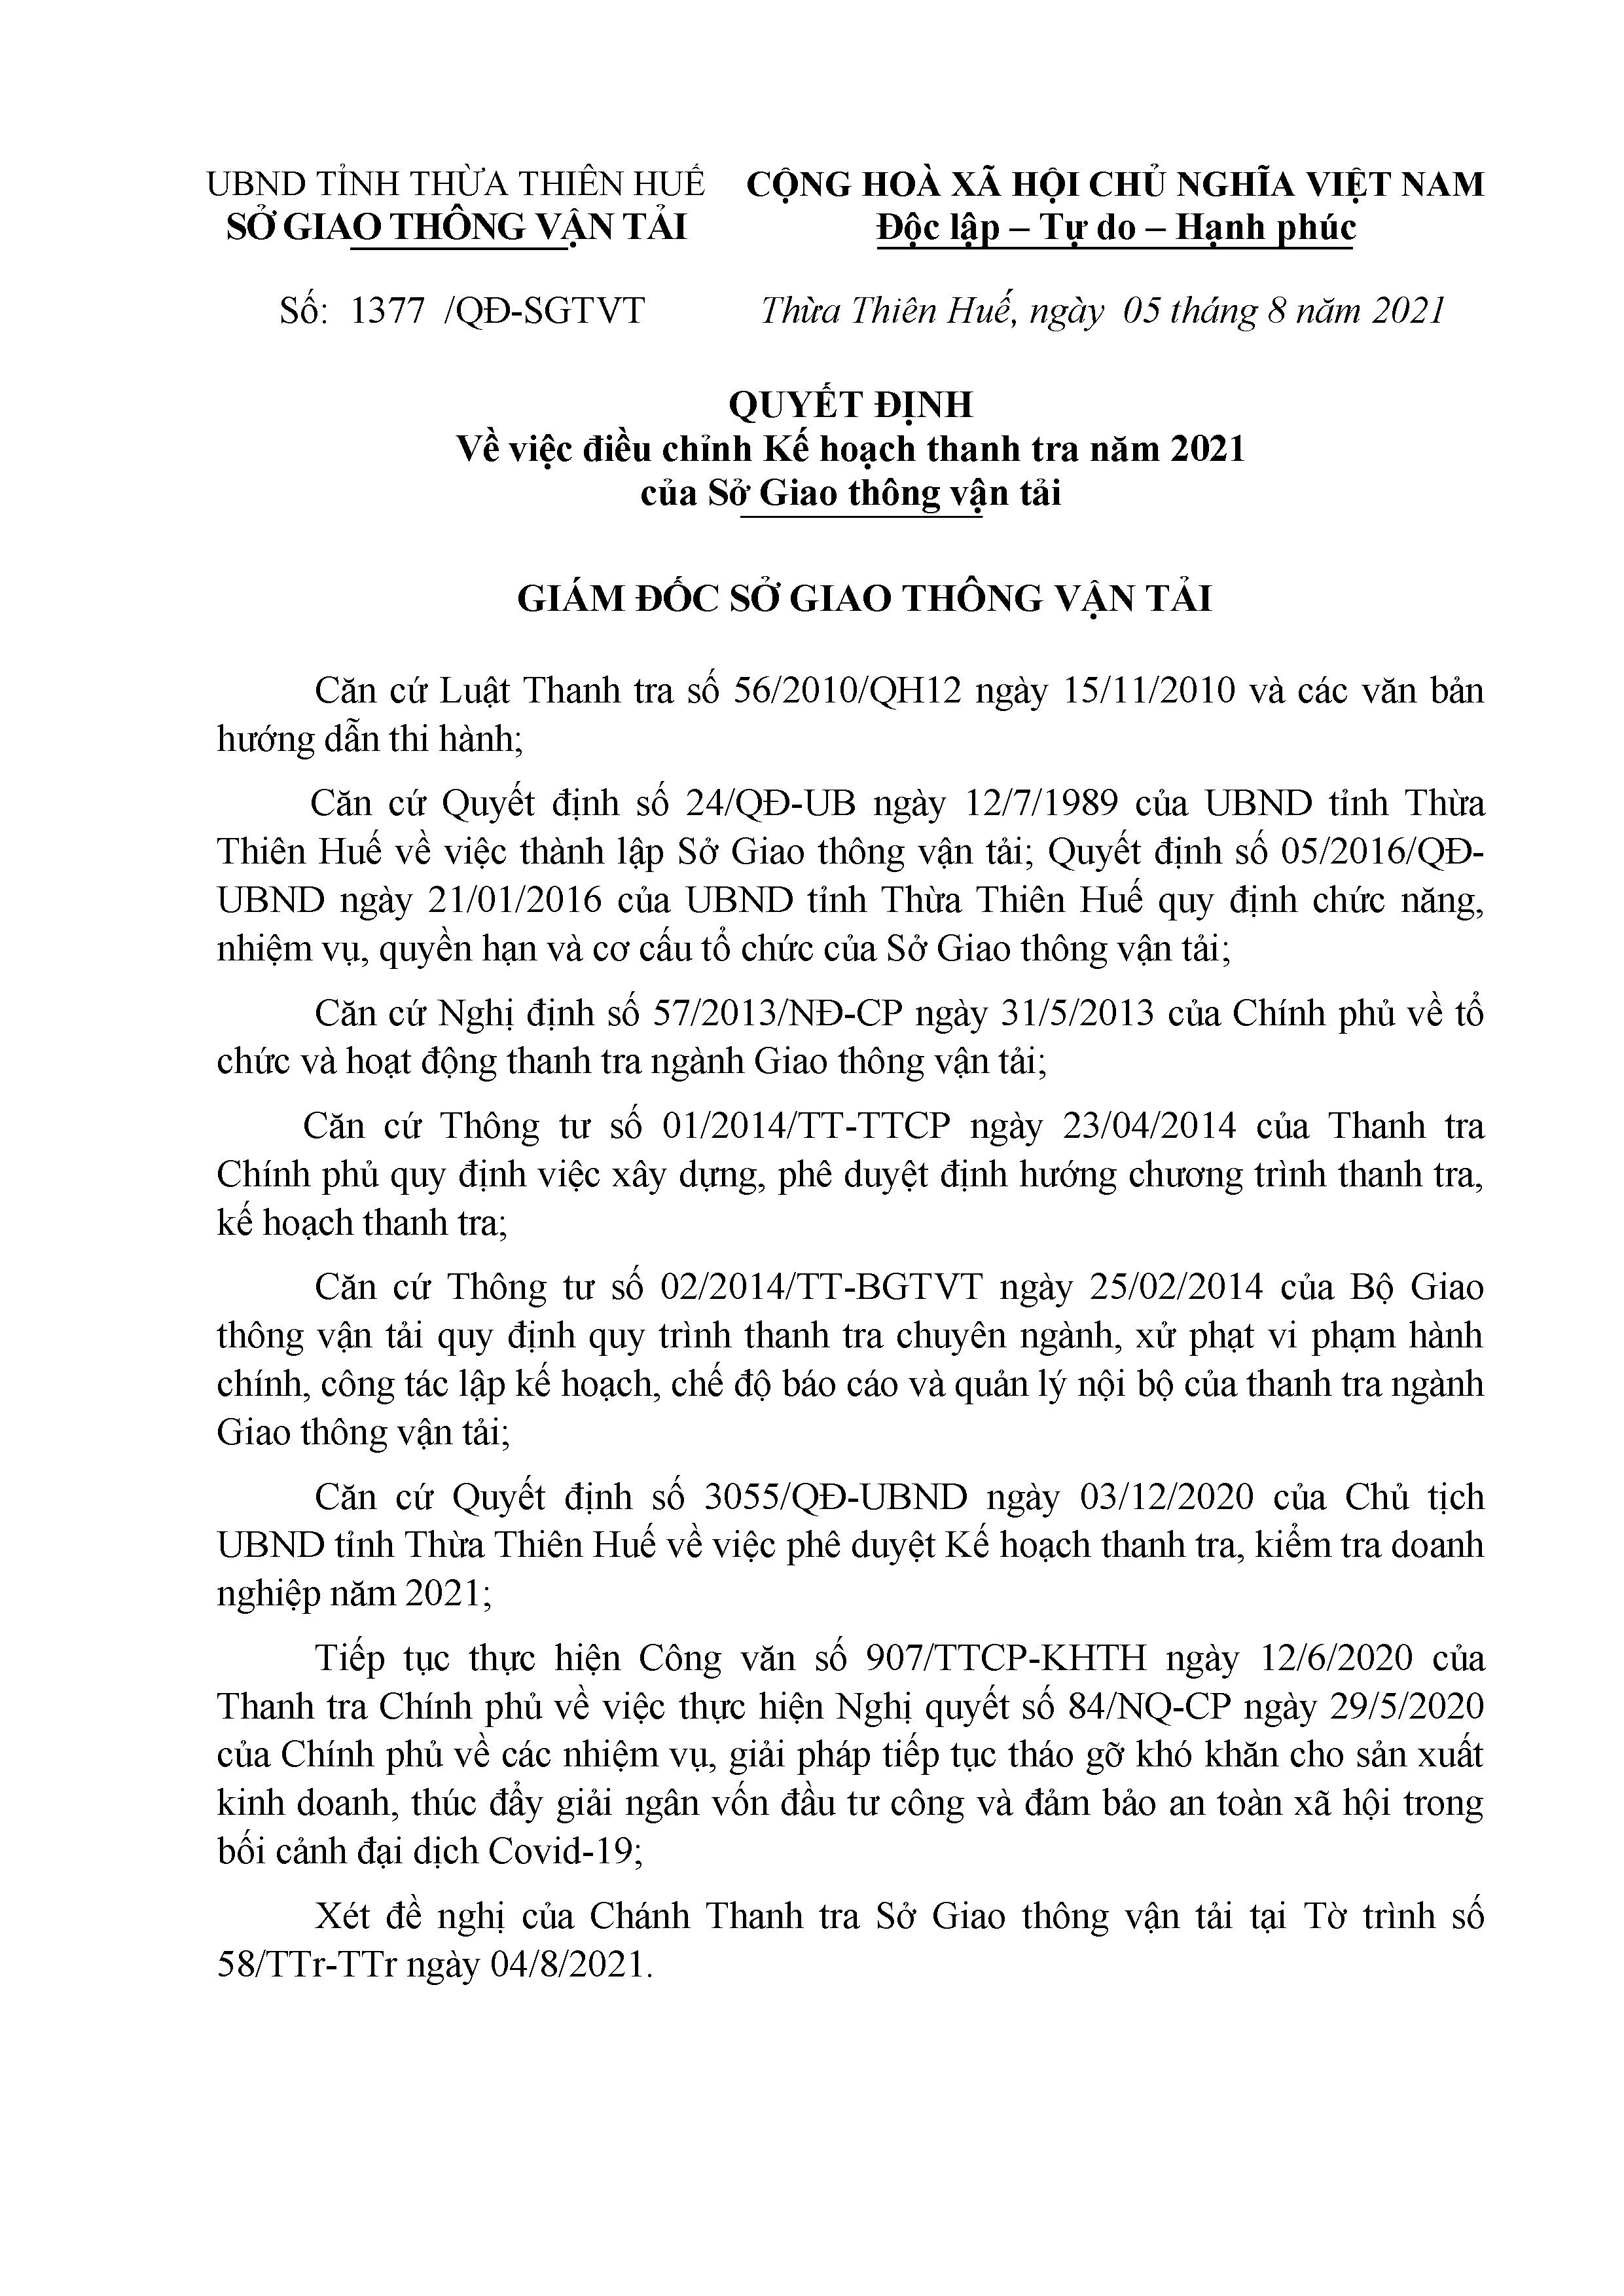 UBND TỈNH THỪA THIÊN HUẾ
SỞ GIAO THÔNG VẬN TẢI
CỘNG HOÀ XÃ HỘI CHỦ NGHĨA VIỆT NAM
Độc lập – Tự do – Hạnh phúc
Số: 1377 /QĐ-SGTVT
Thừa Thiên Huế, ngày 05 tháng 8 năm 2021
QUYẾT ĐỊNH
Về việc điều chỉnh Kế hoạch thanh tra năm 2021
của Sở Giao thông vận tải
GIÁM ĐỐC SỞ GIAO THÔNG VẬN TẢI
Căn cứ Luật Thanh tra số 56/2010/QH12 ngày 15/11/2010 và các văn bản
hướng dẫn thi hành;
Căn cứ Quyết định số 24/QĐ-UB ngày 12/7/1989 của UBND tỉnh Thừa
Thiên Huế về việc thành lập Sở Giao thông vận tải; Quyết định số 05/2016/QĐ-
UBND ngày 21/01/2016 của UBND tỉnh Thừa Thiên Huế quy định chức năng,
nhiệm vụ, quyền hạn và cơ cấu tổ chức của Sở Giao thông vận tải;
Căn cứ Nghị định số 57/2013/NĐ-CP ngày 31/5/2013 của Chính phủ về tổ
chức và hoạt động thanh tra ngành Giao thông vận tải;
Căn cứ Thông tư số 01/2014/TT-TTCP ngày 23/04/2014 của Thanh tra
Chính phủ quy định việc xây dựng, phê duyệt định hướng chương trình thanh tra,
kế hoạch thanh tra;
Căn cứ Thông tư số 02/2014/TT-BGTVT ngày 25/02/2014 của Bộ Giao
thông vận tải quy định quy trình thanh tra chuyên ngành, xử phạt vi phạm hành
chính, công tác lập kế hoạch, chế độ báo cáo và quản lý nội bộ của thanh tra ngành
Giao thông vận tải;
Căn cứ Quyết định số 3055/QĐ-UBND ngày 03/12/2020 của Chủ tịch
UBND tỉnh Thừa Thiên Huế về việc phê duyệt Kế hoạch thanh tra, kiểm tra doanh
nghiệp năm 2021;
Tiếp tục thực hiện Công văn số 907/TTCP-KHTH ngày 12/6/2020 của
Thanh tra Chính phủ về việc thực hiện Nghị quyết số 84/NQ-CP ngày 29/5/2020
của Chính phủ về các nhiệm vụ, giải pháp tiếp tục tháo gỡ khó khăn cho sản xuất
kinh doanh, thúc đẩy giải ngân vốn đầu tư công và đảm bảo an toàn xã hội trong
bối cảnh đại dịch Covid-19;
Xét đề nghị của Chánh Thanh tra Sở Giao thông vận tải tại Tờ trình số
58/TTr-TTr ngày 04/8/2021.